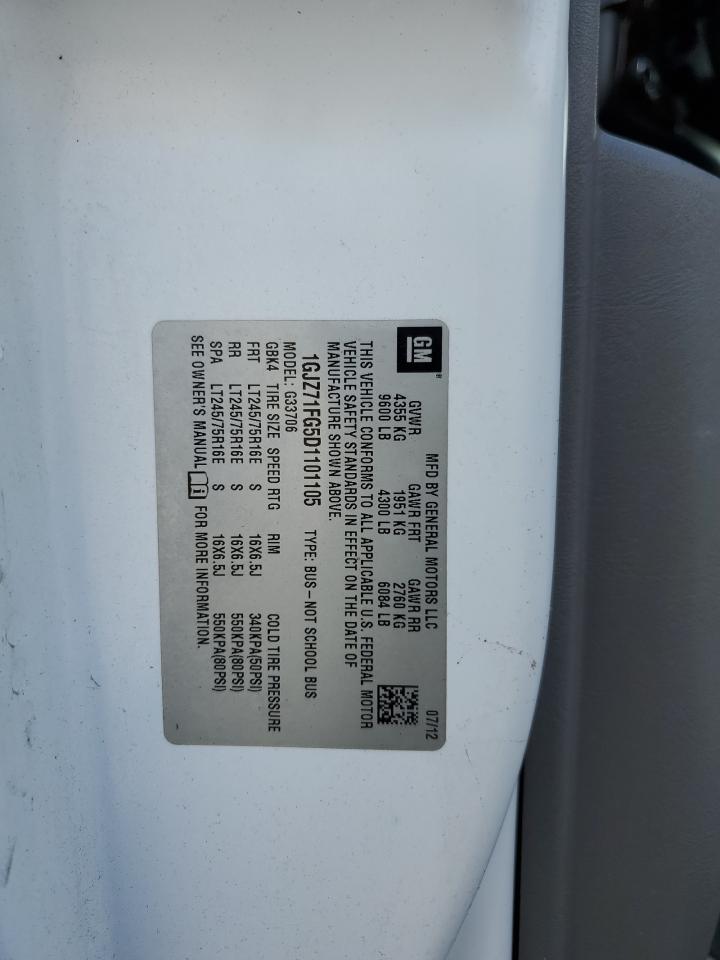 GM
MFD BY GENERAL MOTORS LLC 07/12
GVWR GAWR FRT GAWR RR
4355 KG 1951 KG 2760 KG
9600 LB 4300 LB 6084 LB
THIS VEHICLE CONFORMS TO ALL APPLICABLE U.S. FEDERAL MOTOR
VEHICLE SAFETY STANDARDS IN EFFECT ON THE DATE OF
MANUFACTURE SHOWN ABOVE.
1GJZ71FG5D1101105 TYPE: BUS – NOT SCHOOL BUS
MODEL: G33706
GBK4 TIRE SIZE SPEED RTG RIM COLD TIRE PRESSURE
FRT LT245/75R16E S 16X6.5J 340KPA(50PSI)
RR LT245/75R16E S 16X6.5J 550KPA(80PSI)
SPA LT245/75R16E S 16X6.5J 550KPA(80PSI)
SEE OWNER'S MANUAL i FOR MORE INFORMATION.